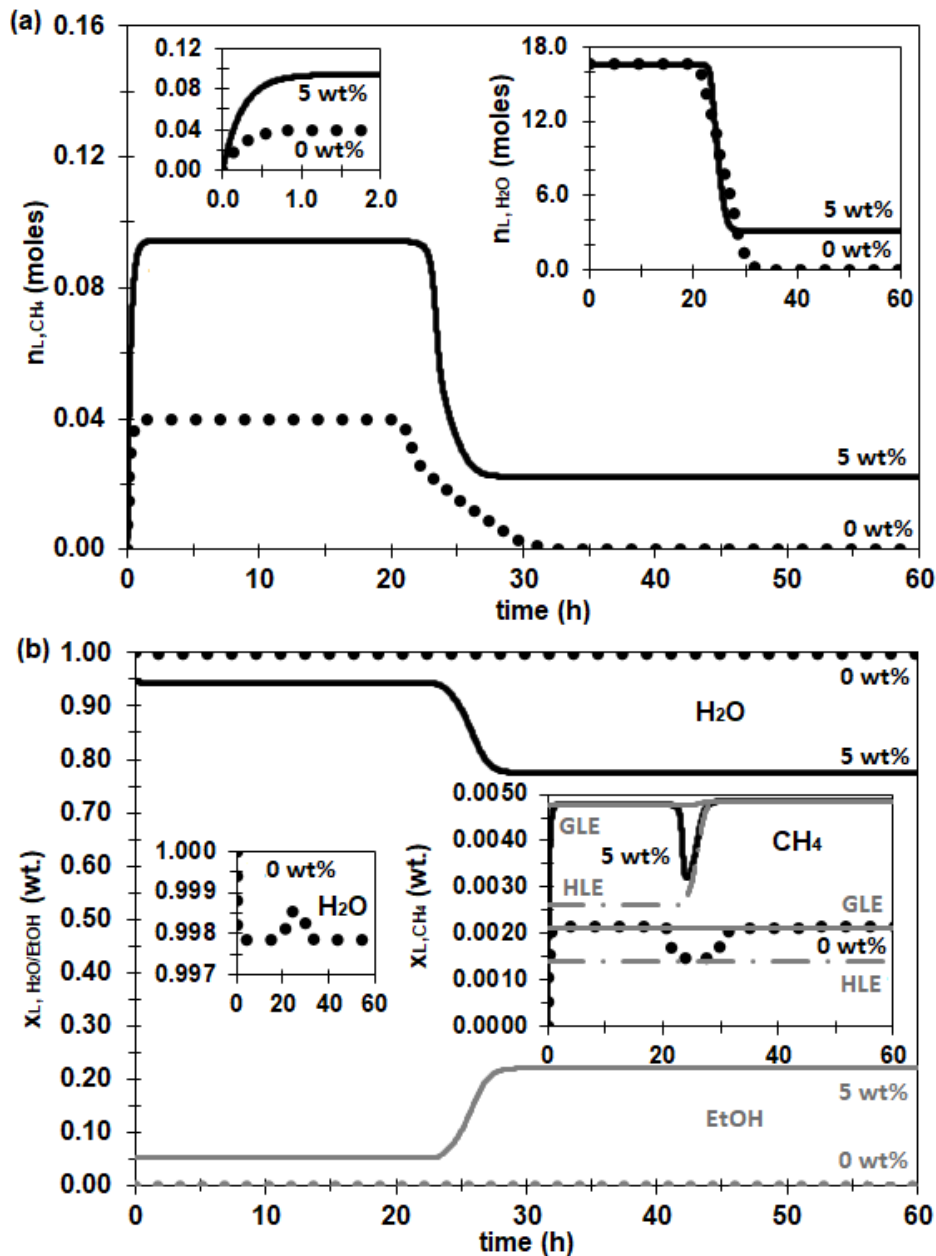 (a)
0.16
0.12
0.08
0.04
0.00
n_L,CH₄ (moles)
0.12
0.08
0.04
0.00
5 wt%
0 wt%
0.0 1.0 2.0
18.0
12.0
6.0
0.0
n_L, H₂O (moles)
5 wt%
0 wt%
0 20 40 60
5 wt%
0 wt%
0 10 20 30 40 50 60
time (h)
(b)
1.00
0.90
0.80
0.70
0.60
0.50
0.40
0.30
0.20
0.10
0.00
x_L, H₂O/EtOH (wt.)
0 wt%
H₂O
5 wt%
1.000
0.999
0.998
0.997
0 wt%
H₂O
0 20 40 60
0.0050
0.0040
0.0030
0.0020
0.0010
0.0000
x_L,CH₄ (wt.)
GLE
CH₄
5 wt%
HLE
GLE
0 wt%
HLE
0 20 40 60
5 wt%
EtOH
0 wt%
0 10 20 30 40 50 60
time (h)